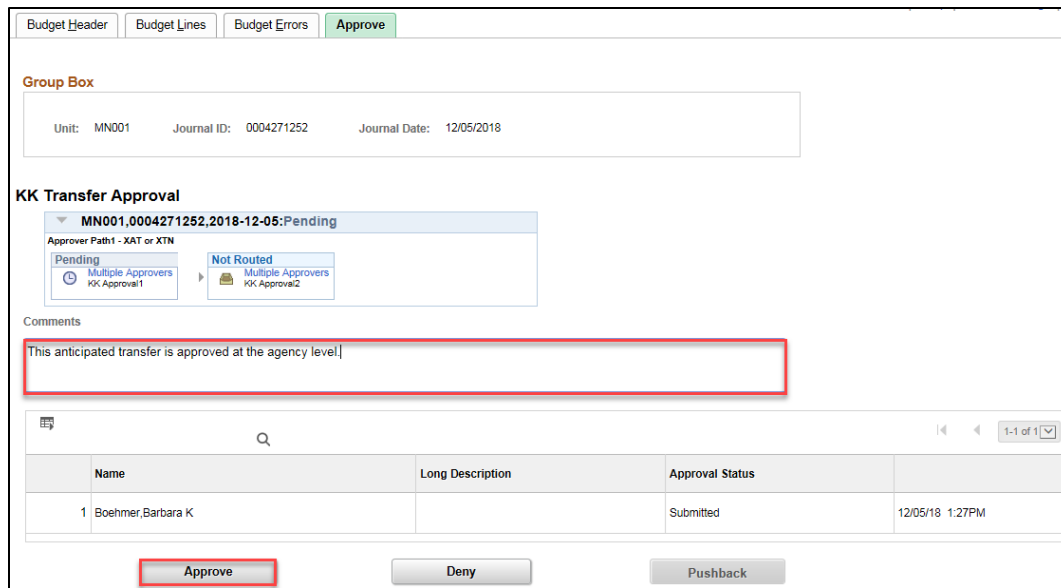 Budget Header Budget Lines Budget Errors Approve
Group Box
Unit: MN001 Journal ID: 0004271252 Journal Date: 12/05/2018
KK Transfer Approval
MN001,0004271252,2018-12-05:Pending
Approver Path1 - XAT or XTN
Pending Not Routed
Multiple Approvers Multiple Approvers
KK Approval1 KK Approval2
Comments
This anticipated transfer is approved at the agency level.
1-1 of 1
Name Long Description Approval Status
1 Boehmer,Barbara K Submitted 12/05/18 1:27PM
Approve Deny Pushback